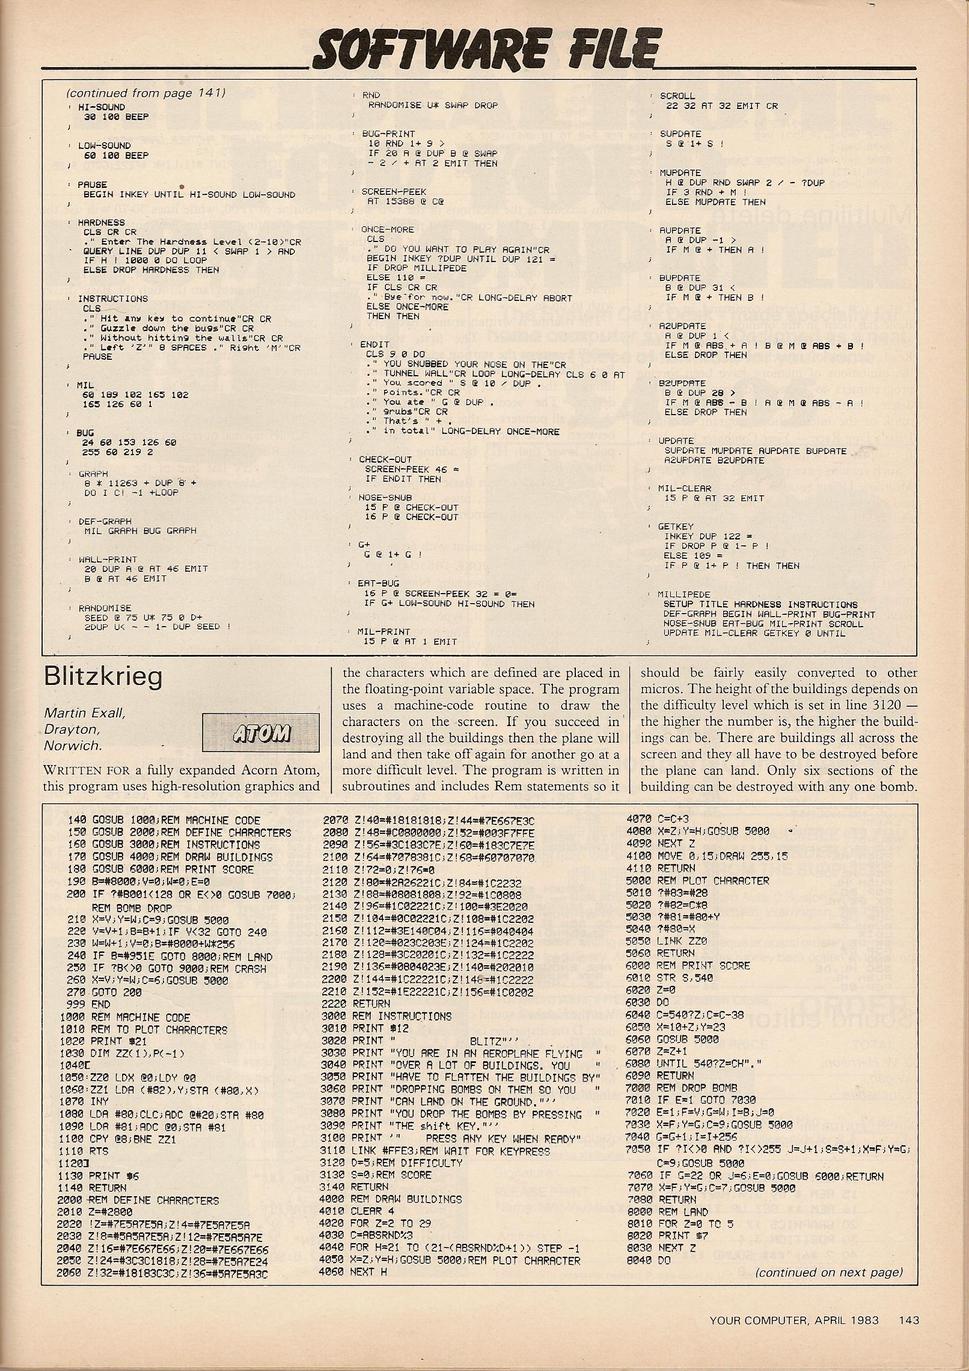 SOFTWARE FILE
(continued from page 141)
: HI-SOUND
30 100 BEEP
;
: LOW-SOUND
60 100 BEEP
;
: PAUSE
BEGIN INKEY UNTIL HI-SOUND LOW-SOUND
;
: HARDNESS
CLS CR CR
." Enter The Hardness Level (2-10)"CR
QUERY LINE DUP DUP 11 < SWAP 1 > AND
IF H ! 1000 0 DO LOOP
ELSE DROP HARDNESS THEN
;
: INSTRUCTIONS
CLS
." Hit any key to continue"CR CR
." Guzzle down the bugs"CR CR
." Without hitting the walls"CR CR
." Left 'Z'" 8 SPACES ." Right 'M'"CR
PAUSE
;
: MIL
60 189 102 165 102
165 126 60 1
;
: BUG
24 60 153 126 60
255 60 219 2
;
: GRAPH
8 * 11263 + DUP 8 +
DO I C! -1 +LOOP
;
: DEF-GRAPH
MIL GRAPH BUG GRAPH
;
: WALL-PRINT
20 DUP A @ AT 46 EMIT
B @ AT 46 EMIT
;
: RANDOMISE
SEED @ 75 U* 75 0 D+
2DUP U< - - 1- DUP SEED !
;
: RND
RANDOMISE U* SWAP DROP
;
: BUG-PRINT
10 RND 1+ 9 >
IF 20 A @ DUP B @ SWAP
- 2 / + AT 2 EMIT THEN
;
: SCREEN-PEEK
AT 15388 @ C@
;
: ONCE-MORE
CLS
." DO YOU WANT TO PLAY AGAIN"CR
BEGIN INKEY ?DUP UNTIL DUP 121 =
IF DROP MILLIPEDE
ELSE 110 =
IF CLS CR CR
." Bye for now."CR LONG-DELAY ABORT
ELSE ONCE-MORE
THEN THEN
;
: ENDIT
CLS 9 0 DO
." YOU SNUBBED YOUR NOSE ON THE"CR
." TUNNEL WALL"CR LOOP LONG-DELAY CLS 6 0 AT
." You scored " S @ 10 / DUP .
." Points."CR CR
." You ate " G @ DUP .
." grubs"CR CR
." That's " + .
." in total" LONG-DELAY ONCE-MORE
;
: CHECK-OUT
SCREEN-PEEK 46 =
IF ENDIT THEN
;
: NOSE-SNUB
15 P @ CHECK-OUT
16 P @ CHECK-OUT
;
: G+
G @ 1+ G !
;
: EAT-BUG
16 P @ SCREEN-PEEK 32 = 0=
IF G+ LOW-SOUND HI-SOUND THEN
;
: MIL-PRINT
15 P @ AT 1 EMIT
: SCROLL
22 32 AT 32 EMIT CR
;
: SUPDATE
S @ 1+ S !
;
: MUPDATE
H @ DUP RND SWAP 2 / - ?DUP
IF 3 RND + M !
ELSE MUPDATE THEN
;
: AUPDATE
A @ DUP -1 >
IF M @ + THEN A !
;
: BUPDATE
B @ DUP 31 <
IF M @ + THEN B !
;
: A2UPDATE
A @ DUP 1 <
IF M @ ABS + A ! B @ M @ ABS + B !
ELSE DROP THEN
;
: B2UPDATE
B @ DUP 28 >
IF M @ ABS - B ! A @ M @ ABS - A !
ELSE DROP THEN
;
: UPDATE
SUPDATE MUPDATE AUPDATE BUPDATE
A2UPDATE B2UPDATE
;
: MIL-CLEAR
15 P @ AT 32 EMIT
;
: GETKEY
INKEY DUP 122 =
IF DROP P @ 1- P !
ELSE 109 =
IF P @ 1+ P ! THEN THEN
;
: MILLIPEDE
SETUP TITLE HARDNESS INSTRUCTIONS
DEF-GRAPH BEGIN WALL-PRINT BUG-PRINT
NOSE-SNUB EAT-BUG MIL-PRINT SCROLL
UPDATE MIL-CLEAR GETKEY 0 UNTIL
;
Blitzkrieg
Martin Exall,
Drayton,
Norwich.
ATOM
WRITTEN FOR a fully expanded Acorn Atom,
this program uses high-resolution graphics and
the characters which are defined are placed in
the floating-point variable space. The program
uses a machine-code routine to draw the
characters on the screen. If you succeed in
destroying all the buildings then the plane will
land and then take off again for another go at a
more difficult level. The program is written in
subroutines and includes Rem statements so it
should be fairly easily converted to other
micros. The height of the buildings depends on
the difficulty level which is set in line 3120 —
the higher the number is, the higher the build-
ings can be. There are buildings all across the
screen and they all have to be destroyed before
the plane can land. Only six sections of the
building can be destroyed with any one bomb.
140 GOSUB 1000;REM MACHINE CODE
150 GOSUB 2000;REM DEFINE CHARACTERS
160 GOSUB 3000;REM INSTRUCTIONS
170 GOSUB 4000;REM DRAW BUILDINGS
180 GOSUB 6000;REM PRINT SCORE
190 B=#8000;V=0;W=0;E=0
200 IF ?#B001<128 OR E<>0 GOSUB 7000;
REM BOMB DROP
210 X=V;Y=W;C=9;GOSUB 5000
220 V=V+1;B=B+1;IF V<32 GOTO 240
230 W=W+1;V=0;B=#8000+W*256
240 IF B=#951E GOTO 8000;REM LAND
250 IF ?B<>0 GOTO 9000;REM CRASH
260 X=V;Y=W;C=6;GOSUB 5000
270 GOTO 200
999 END
1000 REM MACHINE CODE
1010 REM TO PLOT CHARACTERS
1020 PRINT $21
1030 DIM ZZ(1),P(-1)
1040[
1050:ZZ0 LDX @0;LDY @0
1060:ZZ1 LDA (#82),Y;STA (#80,X)
1070 INY
1080 LDA #80;CLC;ADC @#20;STA #80
1090 LDA #81;ADC @0;STA #81
1100 CPY @8;BNE ZZ1
1110 RTS
1120]
1130 PRINT $6
1140 RETURN
2000 REM DEFINE CHARACTERS
2010 Z=#2800
2020 !Z=#7E5A7E5A;Z!4=#7E5A7E5A
2030 Z!8=#5A5A7E5A;Z!12=#7E5A5A7E
2040 Z!16=#7E667E66;Z!20=#7E667E66
2050 Z!24=#3C3C1818;Z!28=#7E5A7E24
2060 Z!32=#18183C3C;Z!36=#5A7E5A3C
2070 Z!40=#18181818;Z!44=#7E667E3C
2080 Z!48=#C0800000;Z!52=#003F7FFE
2090 Z!56=#3C183C7E;Z!60=#183C7E7E
2100 Z!64=#7078381C;Z!68=#60707070
2110 Z!72=0;Z!76=0
2120 Z!80=#2A26221C;Z!84=#1C2232
2130 Z!88=#08081808;Z!92=#1C0808
2140 Z!96=#1C02221C;Z!100=#3E2020
2150 Z!104=#0C02221C;Z!108=#1C2202
2160 Z!112=#3E140C04;Z!116=#040404
2170 Z!120=#023C203E;Z!124=#1C2202
2180 Z!128=#3C20201C;Z!132=#1C2222
2190 Z!136=#0804023E;Z!140=#202010
2200 Z!144=#1C22221C;Z!148=#1C2222
2210 Z!152=#1E22221C;Z!156=#1C0202
2220 RETURN
3000 REM INSTRUCTIONS
3010 PRINT $12
3020 PRINT " BLITZ"''
3030 PRINT "YOU ARE IN AN AEROPLANE FLYING "
3040 PRINT "OVER A LOT OF BUILDINGS. YOU "
3050 PRINT "HAVE TO FLATTEN THE BUILDINGS BY"
3060 PRINT "DROPPING BOMBS ON THEM SO YOU "
3070 PRINT "CAN LAND ON THE GROUND."''
3080 PRINT "YOU DROP THE BOMBS BY PRESSING "
3090 PRINT "THE shift KEY."''
3100 PRINT '" PRESS ANY KEY WHEN READY"
3110 LINK #FFE3;REM WAIT FOR KEYPRESS
3120 D=5;REM DIFFICULTY
3130 S=0;REM SCORE
3140 RETURN
4000 REM DRAW BUILDINGS
4010 CLEAR 4
4020 FOR Z=2 TO 29
4030 C=ABSRND%3
4040 FOR H=21 TO (21-(ABSRND%D+1)) STEP -1
4050 X=Z;Y=H;GOSUB 5000;REM PLOT CHARACTER
4060 NEXT H
4070 C=C+3
4080 X=Z;Y=H;GOSUB 5000
4090 NEXT Z
4100 MOVE 0,15;DRAW 255,15
4110 RETURN
5000 REM PLOT CHARACTER
5010 ?#83=#28
5020 ?#82=C*8
5030 ?#81=#80+Y
5040 ?#80=X
5050 LINK ZZ0
5060 RETURN
6000 REM PRINT SCORE
6010 STR S,540
6020 Z=0
6030 DO
6040 C=540?Z;C=C-38
6050 X=10+Z;Y=23
6060 GOSUB 5000
6070 Z=Z+1
6080 UNTIL 540?Z=CH"."
6090 RETURN
7000 REM DROP BOMB
7010 IF E=1 GOTO 7030
7020 E=1;F=V;G=W;I=B;J=0
7030 X=F;Y=G;C=9;GOSUB 5000
7040 G=G+1;I=I+256
7050 IF ?I<>0 AND ?I<>255 J=J+1;S=S+1;X=F;Y=G;
C=9;GOSUB 5000
7060 IF G=22 OR J=6;E=0;GOSUB 6000;RETURN
7070 X=F;Y=G;C=7;GOSUB 5000
7080 RETURN
8000 REM LAND
8010 FOR Z=0 TO 5
8020 PRINT $7
8030 NEXT Z
8040 DO
(continued on next page)
YOUR COMPUTER, APRIL 1983 143